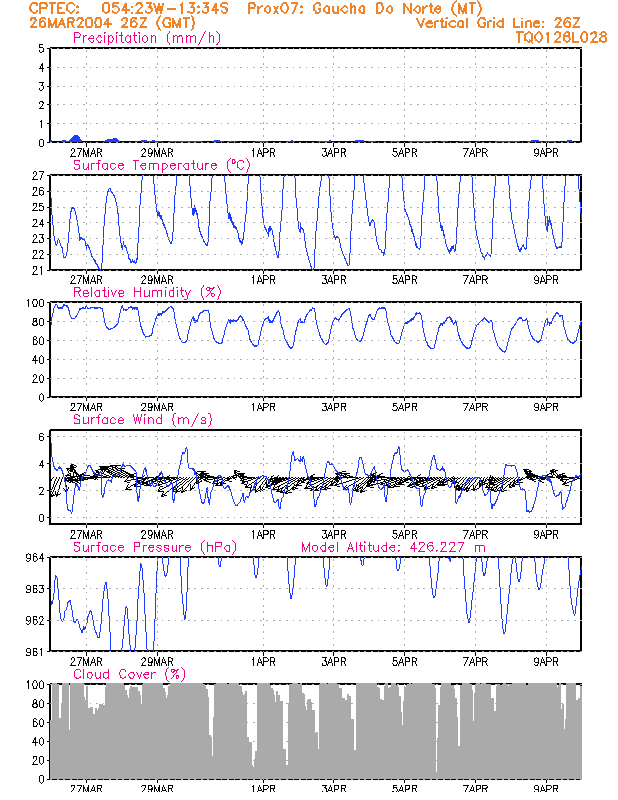 CPTEC:   054:23W-13:34S   Prox07: Gaucha Do Norte (MT)
26MAR2004 26Z (GMT)   Vertical Grid Line: 26Z
Precipitation (mm/h)   TQ0126L028
5
4
3
2
1
0
27MAR 29MAR 1APR 3APR 5APR 7APR 9APR
Surface Temperature (°C)
27
26
25
24
23
22
21
27MAR 29MAR 1APR 3APR 5APR 7APR 9APR
Relative Humidity (%)
100
80
60
40
20
0
27MAR 29MAR 1APR 3APR 5APR 7APR 9APR
Surface Wind (m/s)
6
4
2
0
27MAR 29MAR 1APR 3APR 5APR 7APR 9APR
Surface Pressure (hPa)   Model Altitude: 426.227 m
964
963
962
961
27MAR 29MAR 1APR 3APR 5APR 7APR 9APR
Cloud Cover (%)
100
80
60
40
20
0
27MAR 29MAR 1APR 3APR 5APR 7APR 9APR